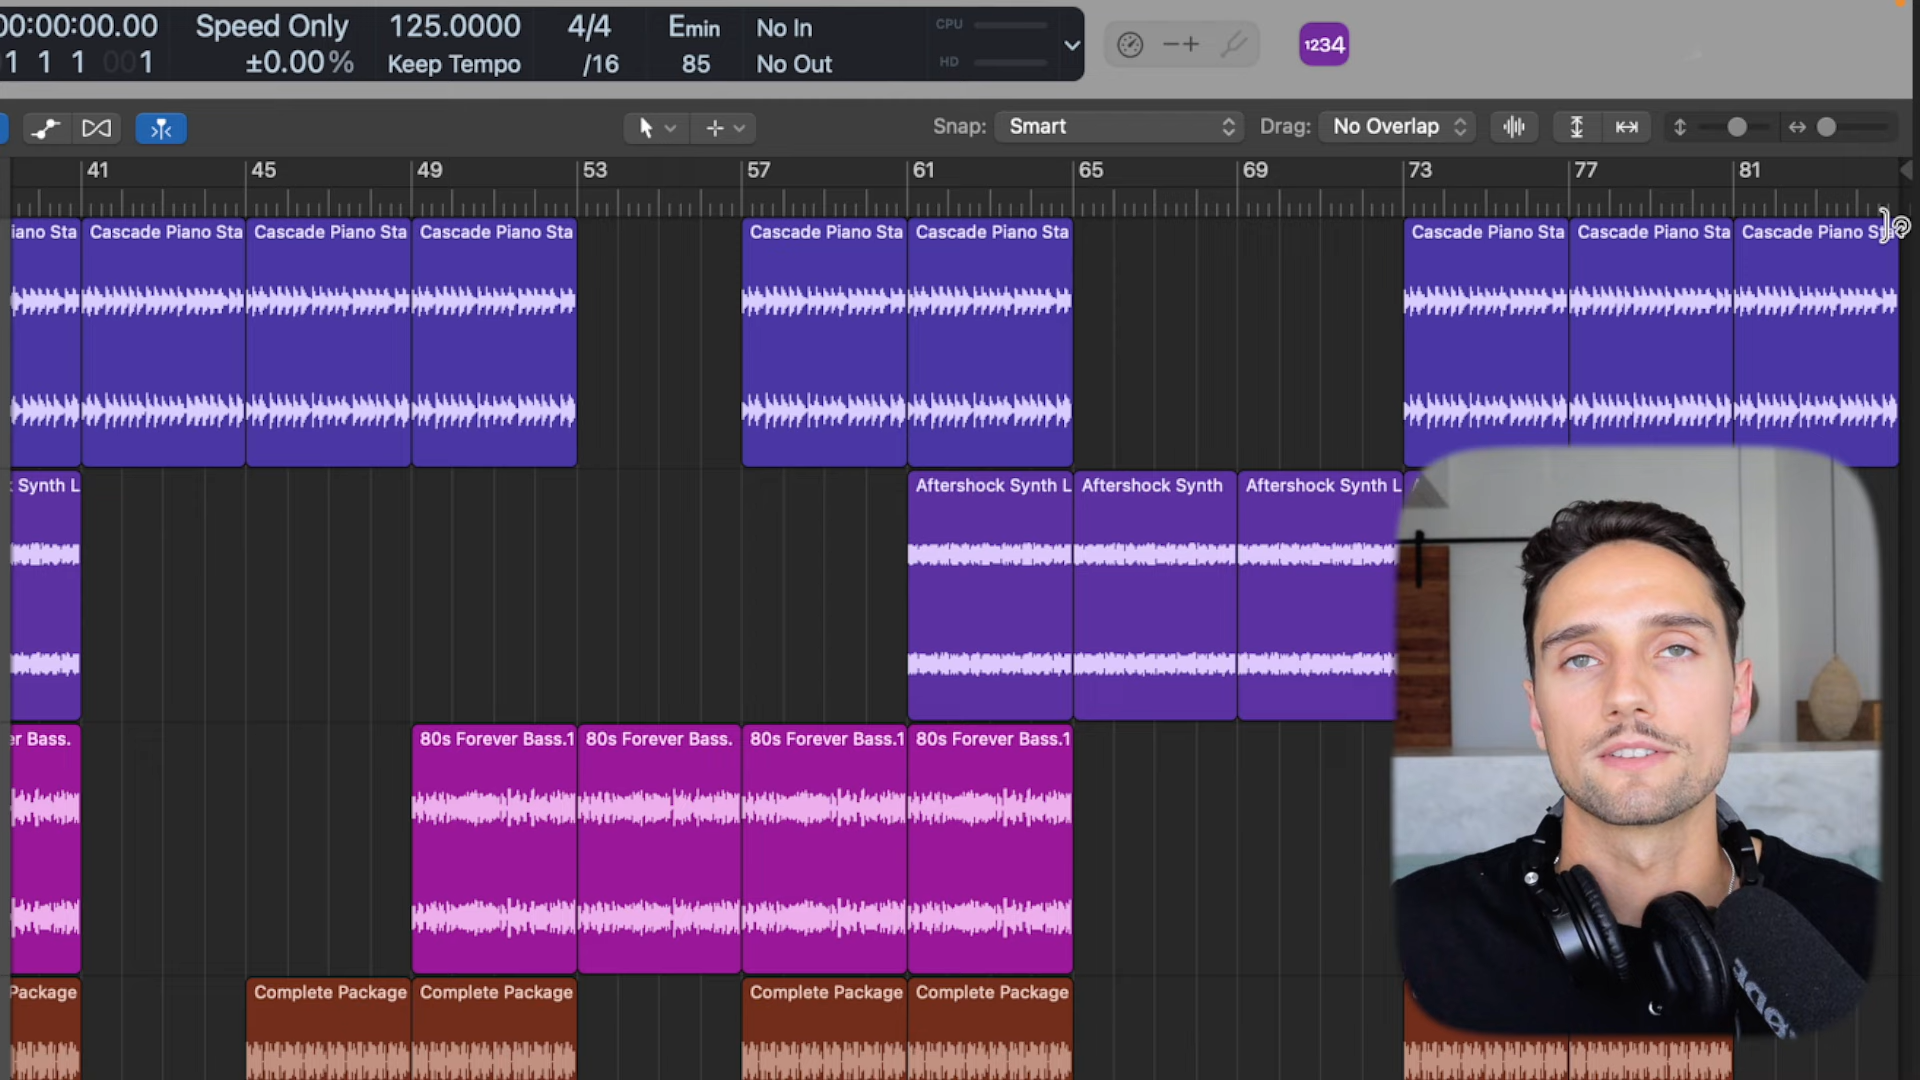 00:00:00.00 Speed Only 125.0000 4/4 Emin No In CPU
1 1 1 001 ±0.00% Keep Tempo /16 85 No Out HD
1234
Snap: Smart Drag: No Overlap
41 45 49 53 57 61 65 69 73 77 81
iano Sta Cascade Piano Sta Cascade Piano Sta Cascade Piano Sta Cascade Piano Sta Cascade Piano Sta Cascade Piano Sta Cascade Piano Sta Cascade Piano Sta
Synth L Aftershock Synth L Aftershock Synth Aftershock Synth L
er Bass. 80s Forever Bass.1 80s Forever Bass. 80s Forever Bass.1 80s Forever Bass.1
Package Complete Package Complete Package Complete Package Complete Package